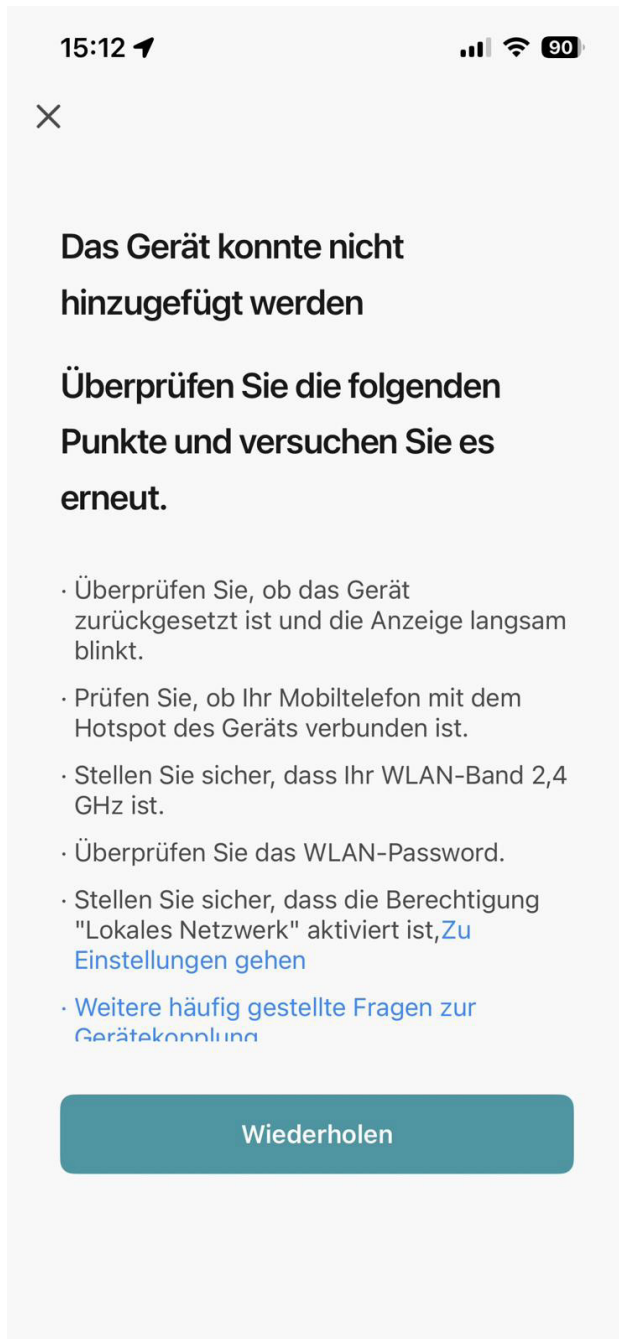 15:12
90
Das Gerät konnte nicht
hinzugefügt werden
Überprüfen Sie die folgenden
Punkte und versuchen Sie es
erneut.
· Überprüfen Sie, ob das Gerät
zurückgesetzt ist und die Anzeige langsam
blinkt.
· Prüfen Sie, ob Ihr Mobiltelefon mit dem
Hotspot des Geräts verbunden ist.
· Stellen Sie sicher, dass Ihr WLAN-Band 2,4
GHz ist.
· Überprüfen Sie das WLAN-Password.
· Stellen Sie sicher, dass die Berechtigung
"Lokales Netzwerk" aktiviert ist,Zu
Einstellungen gehen
· Weitere häufig gestellte Fragen zur
Gerätekopplung
Wiederholen